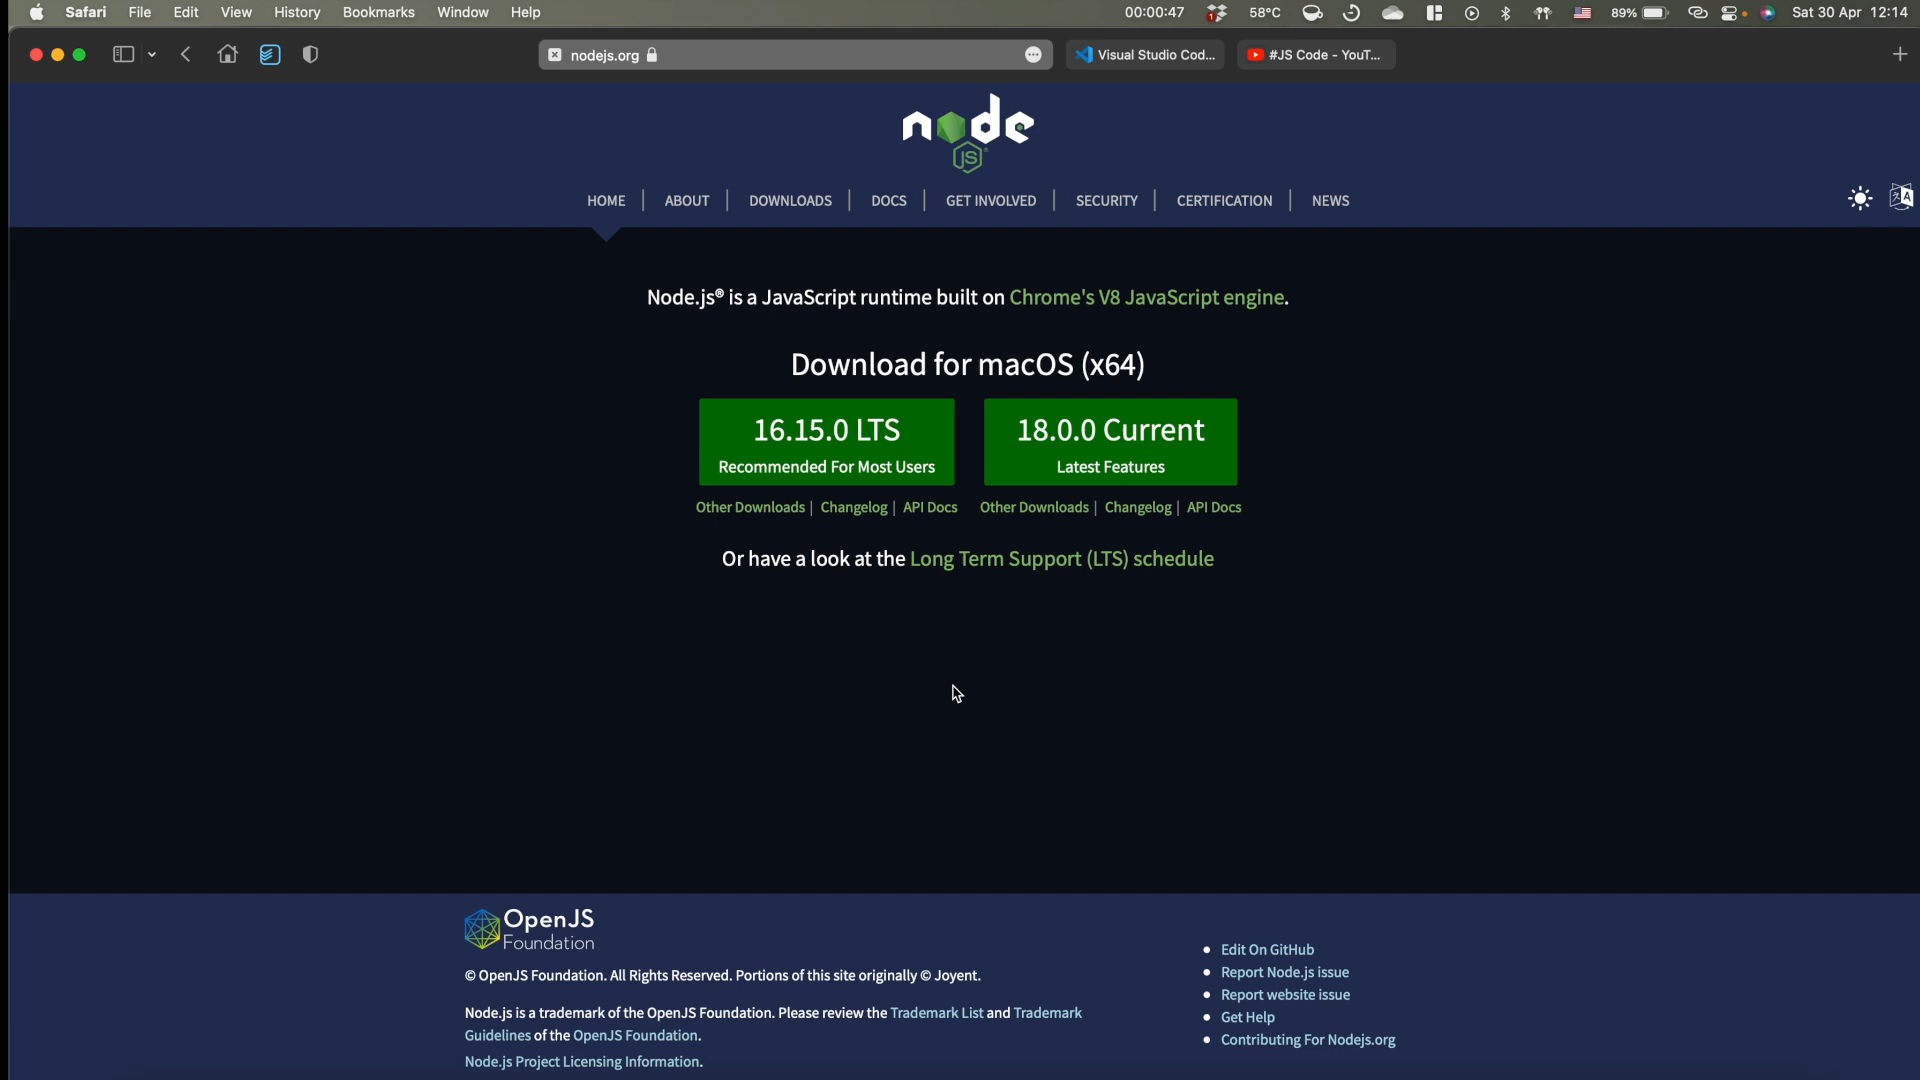 Safari File Edit View History Bookmarks Window Help 00:00:47 1 58°C 89% Sat 30 Apr 12:14
nodejs.org Visual Studio Cod... #JS Code - YouT...
node
JS
HOME | ABOUT | DOWNLOADS | DOCS | GET INVOLVED | SECURITY | CERTIFICATION | NEWS
Node.js® is a JavaScript runtime built on Chrome's V8 JavaScript engine.
Download for macOS (x64)
16.15.0 LTS
Recommended For Most Users
18.0.0 Current
Latest Features
Other Downloads | Changelog | API Docs
Other Downloads | Changelog | API Docs
Or have a look at the Long Term Support (LTS) schedule
OpenJS
Foundation
© OpenJS Foundation. All Rights Reserved. Portions of this site originally © Joyent.
Node.js is a trademark of the OpenJS Foundation. Please review the Trademark List and Trademark
Guidelines of the OpenJS Foundation.
Node.js Project Licensing Information.
Edit On GitHub
Report Node.js issue
Report website issue
Get Help
Contributing For Nodejs.org